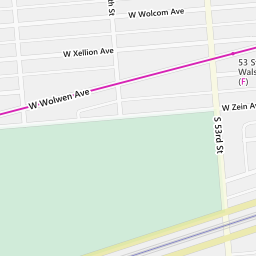 W Wolcom Ave
th St
W Xellion Ave
53 S
Wals
(F)
W Wolwen Ave
W Zein Av
S 53rd St